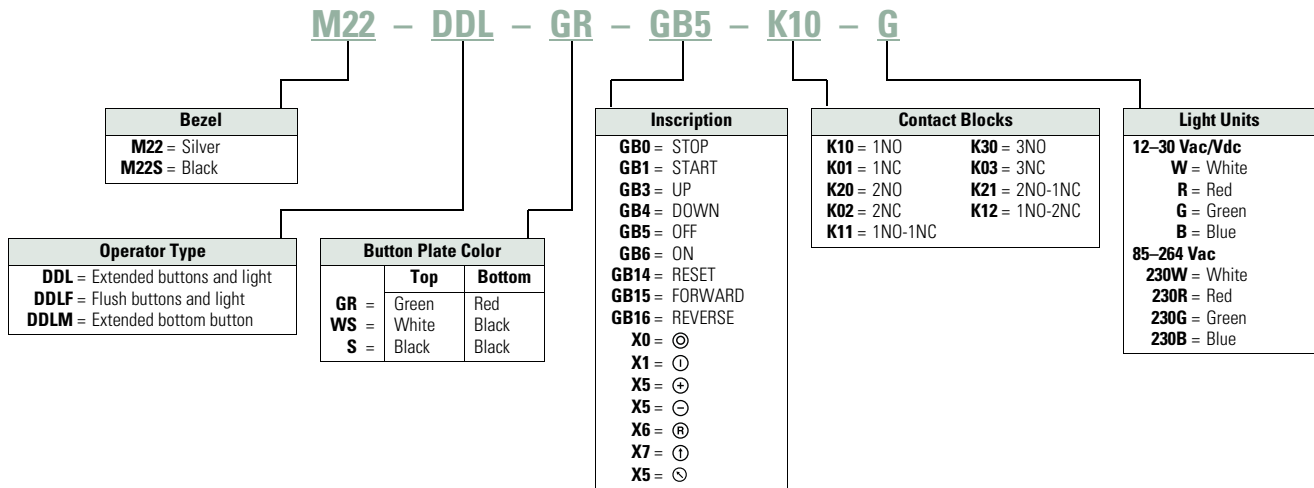 M22 – DDL – GR – GB5 – K10 – G
Bezel
M22 = Silver
M22S = Black
Operator Type
DDL = Extended buttons and light
DDLF = Flush buttons and light
DDLM = Extended bottom button
Button Plate Color
Top Bottom
GR = Green Red
WS = White Black
S = Black Black
Inscription
GB0 = STOP
GB1 = START
GB3 = UP
GB4 = DOWN
GB5 = OFF
GB6 = ON
GB14 = RESET
GB15 = FORWARD
GB16 = REVERSE
X0 = ◎
X1 = ⦶
X5 = ⊕
X5 = ⊖
X6 = ®
X7 = ⓛ
X5 = ⦸
Contact Blocks
K10 = 1NO K30 = 3NO
K01 = 1NC K03 = 3NC
K20 = 2NO K21 = 2NO-1NC
K02 = 2NC K12 = 1NO-2NC
K11 = 1NO-1NC
Light Units
12–30 Vac/Vdc
W = White
R = Red
G = Green
B = Blue
85–264 Vac
230W = White
230R = Red
230G = Green
230B = Blue